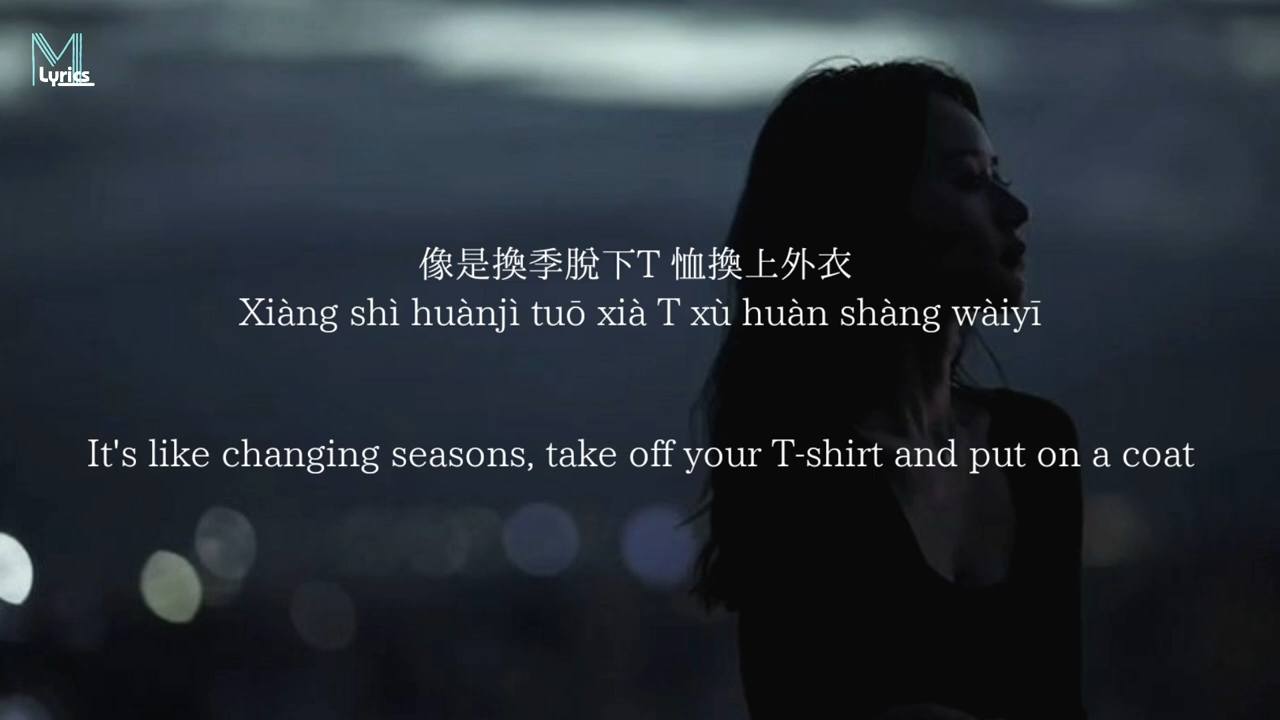 M
Lyrics
像是換季脫下T 恤換上外衣
Xiàng shì huànjì tuō xià T xù huàn shàng wàiyī
It's like changing seasons, take off your T-shirt and put on a coat